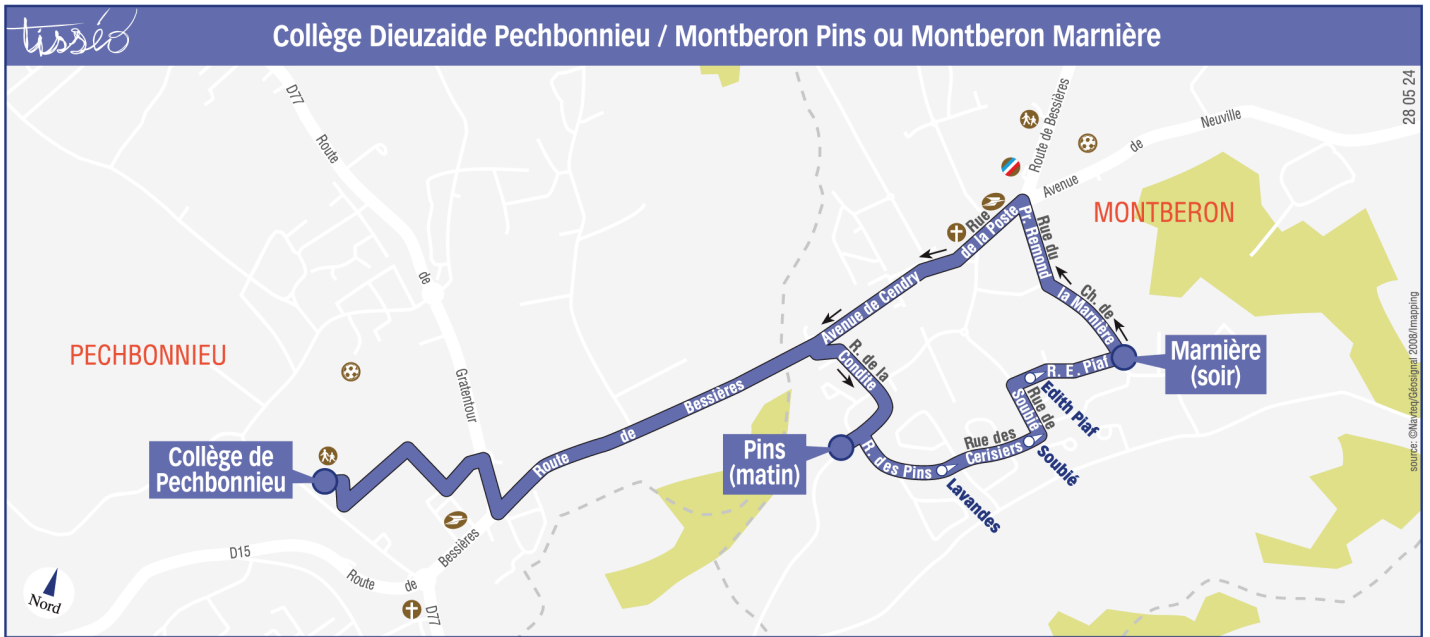 tisséo
Collège Dieuzaide Pechbonnieu / Montberon Pins ou Montberon Marnière
28 05 24
D77
Route
de
Gratentour
Route de Bessières
Avenue
de
Neuville
MONTBERON
Rue
de la Poste
Rue du
Pr. Rémond
Ch. de
la Marnière
Avenue de Cendry
Marnière
(soir)
R. E. Piaf
Edith Piaf
Rue de
Soubié
Soubié
Rue des
Cerisiers
Lavandes
R. des Pins
R. de la
Condite
Pins
(matin)
Route
de
Bessières
PECHBONNIEU
Collège de
Pechbonnieu
D15
Route
de
Bessières
D77
Nord
source: ©Navteq/Géosignal 2008/Imapping